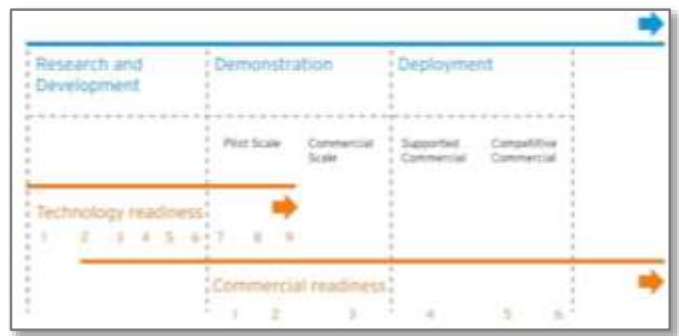 Research and
Development
Demonstration
Deployment
Pilot Scale
Commercial
Scale
Supported
Commercial
Competitive
Commercial
Technology readiness
1 2 3 4 5 6 7 8 9
Commercial readiness
1 2 3 4 5 6